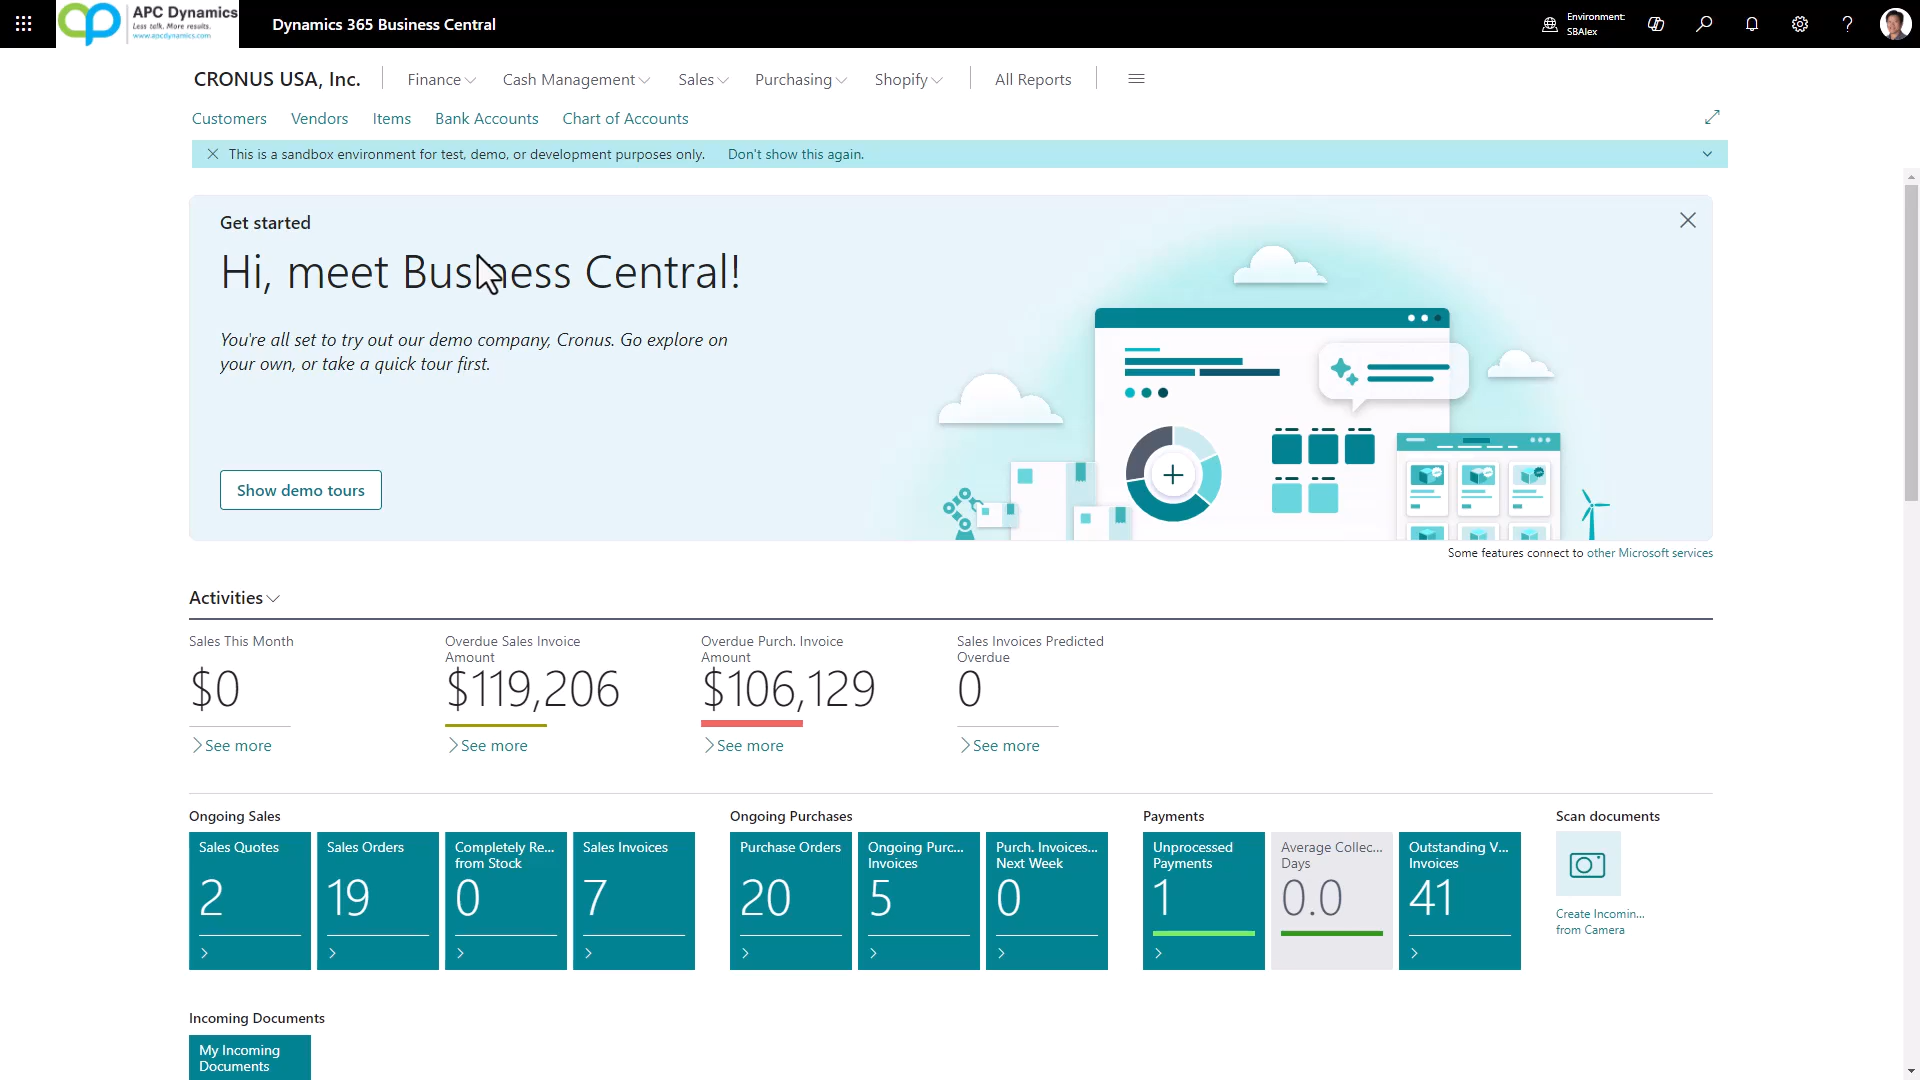 APC Dynamics
Less talk. More results.
www.apcdynamics.com
Dynamics 365 Business Central
Environment:
SBAlex
?
CRONUS USA, Inc.
Finance
Cash Management
Sales
Purchasing
Shopify
All Reports
Customers
Vendors
Items
Bank Accounts
Chart of Accounts
This is a sandbox environment for test, demo, or development purposes only.
Don't show this again.
Get started
Hi, meet Business Central!
You're all set to try out our demo company, Cronus. Go explore on
your own, or take a quick tour first.
Show demo tours
Some features connect to other Microsoft services
Activities
Sales This Month
$0
See more
Overdue Sales Invoice
Amount
$119,206
See more
Overdue Purch. Invoice
Amount
$106,129
See more
Sales Invoices Predicted
Overdue
0
See more
Ongoing Sales
Sales Quotes
2
Sales Orders
19
Completely Re...
from Stock
0
Sales Invoices
7
Ongoing Purchases
Purchase Orders
20
Ongoing Purc...
Invoices
5
Purch. Invoices...
Next Week
0
Payments
Unprocessed
Payments
1
Average Collec...
Days
0.0
Outstanding V...
Invoices
41
Scan documents
Create Incomin...
from Camera
Incoming Documents
My Incoming
Documents